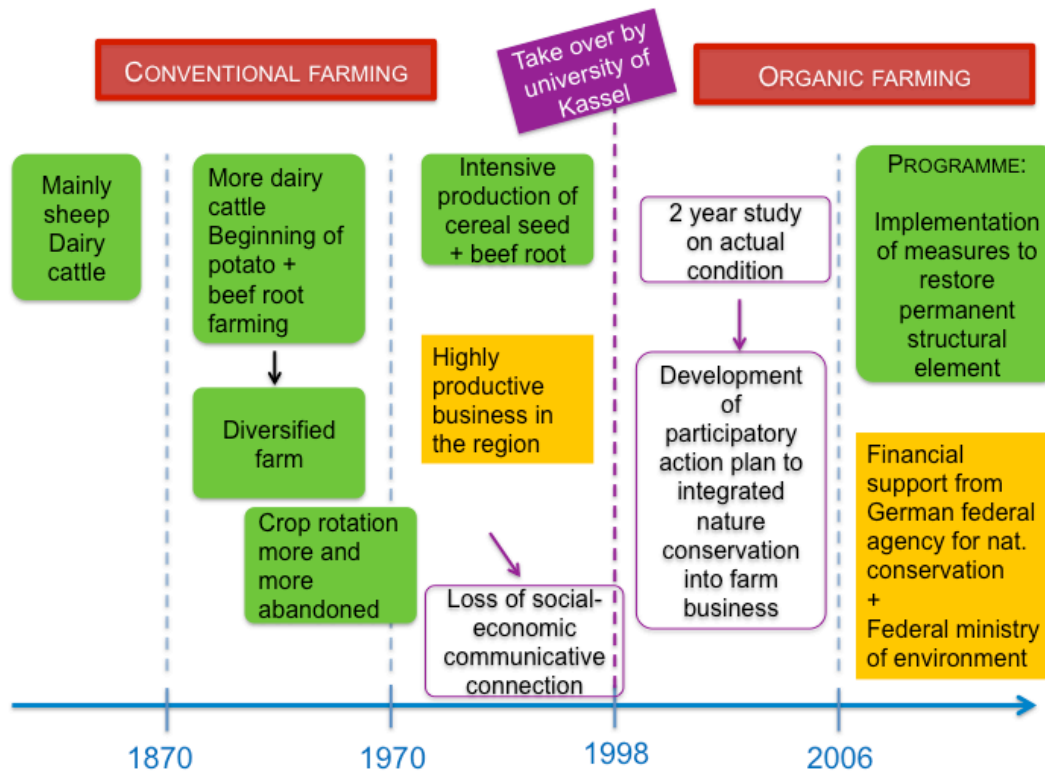 CONVENTIONAL FARMING
Take over by
university of
Kassel
ORGANIC FARMING
Mainly
sheep
Dairy
cattle
More dairy
cattle
Beginning of
potato +
beef root
farming
Diversified
farm
Crop rotation
more and
more
abandoned
Intensive
production of
cereal seed
+ beef root
Highly
productive
business in
the region
Loss of social-
economic
communicative
connection
2 year study
on actual
condition
Development
of
participatory
action plan to
integrated
nature
conservation
into farm
business
PROGRAMME:
Implementation
of measures to
restore
permanent
structural
element
Financial
support from
German federal
agency for nat.
conservation
+
Federal ministry
of environment
1870
1970
1998
2006